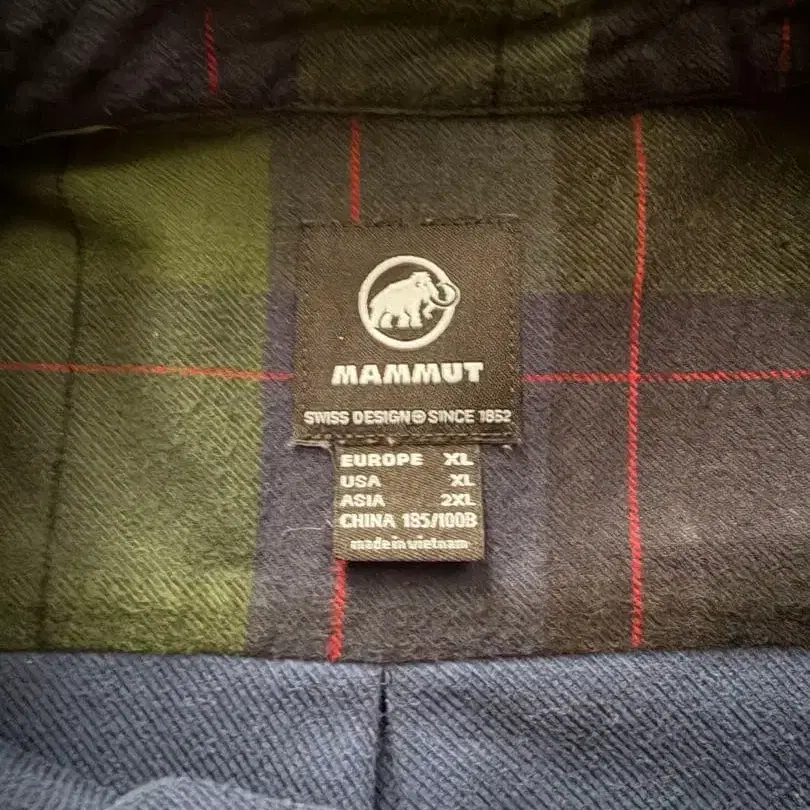 MAMMUT
SWISS DESIGN⊕SINCE 1862
EUROPE XL
USA XL
ASIA 2XL
CHINA 185/100B
made in vietnam